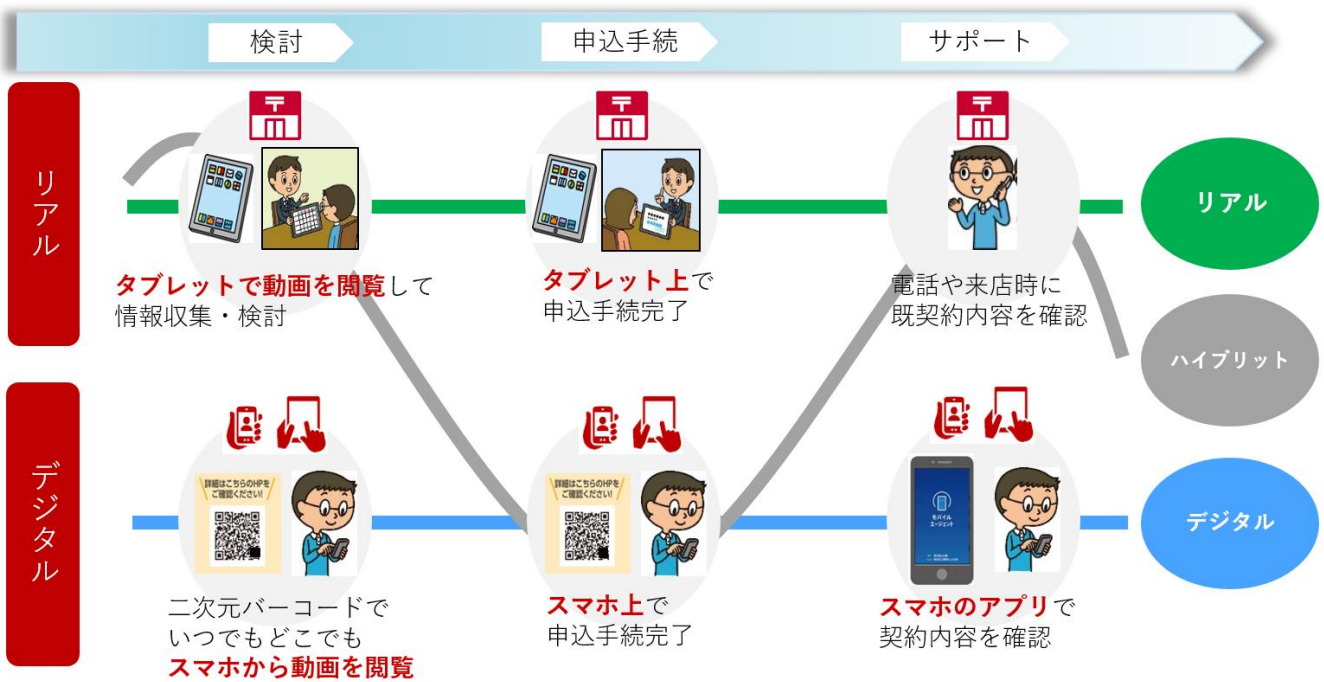 検討
申込手続
サポート
リアル
タブレットで動画を閲覧して
情報収集・検討
タブレット上で
申込手続完了
電話や来店時に
既契約内容を確認
リアル
ハイブリット
デジタル
詳細はこちらのHPを
ご確認ください!
二次元バーコードで
いつでもどこでも
スマホから動画を閲覧
詳細はこちらのHPを
ご確認ください!
スマホ上で
申込手続完了
モバイル
エージェント
スマホのアプリで
契約内容を確認
デジタル